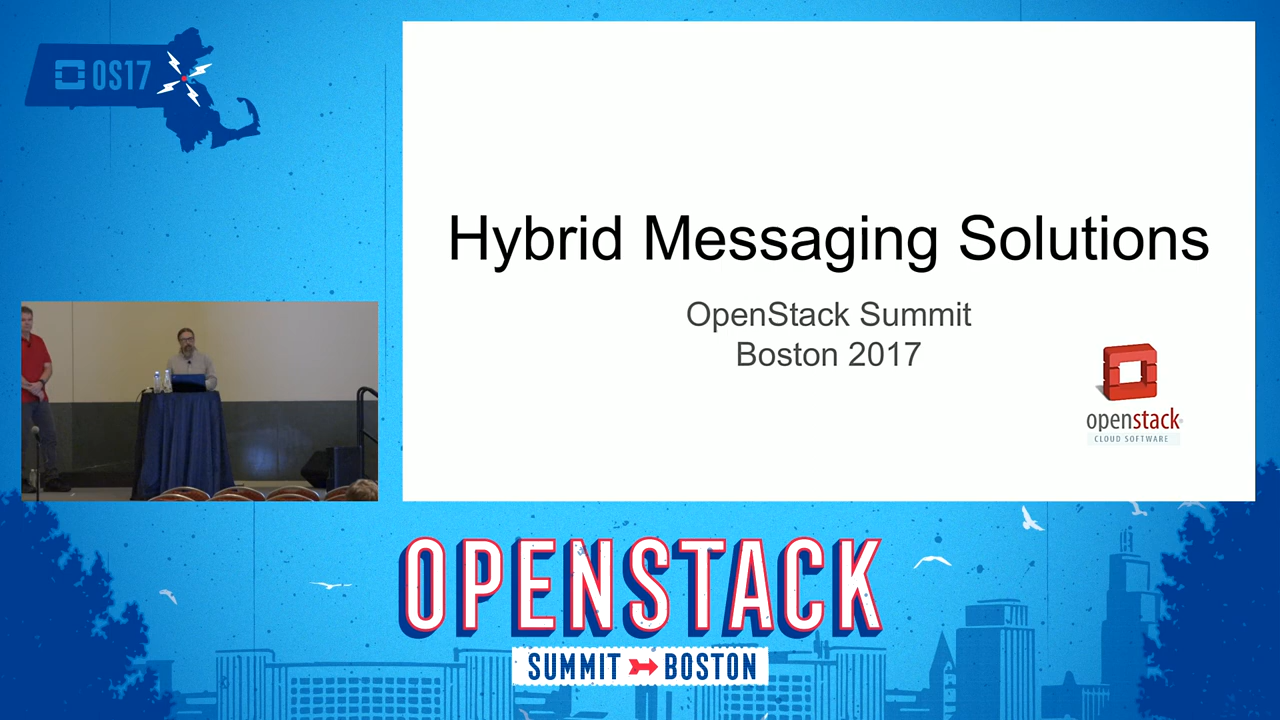 OS17
Hybrid Messaging Solutions
OpenStack Summit
Boston 2017
openstack
CLOUD SOFTWARE
OPENSTACK
SUMMIT BOSTON